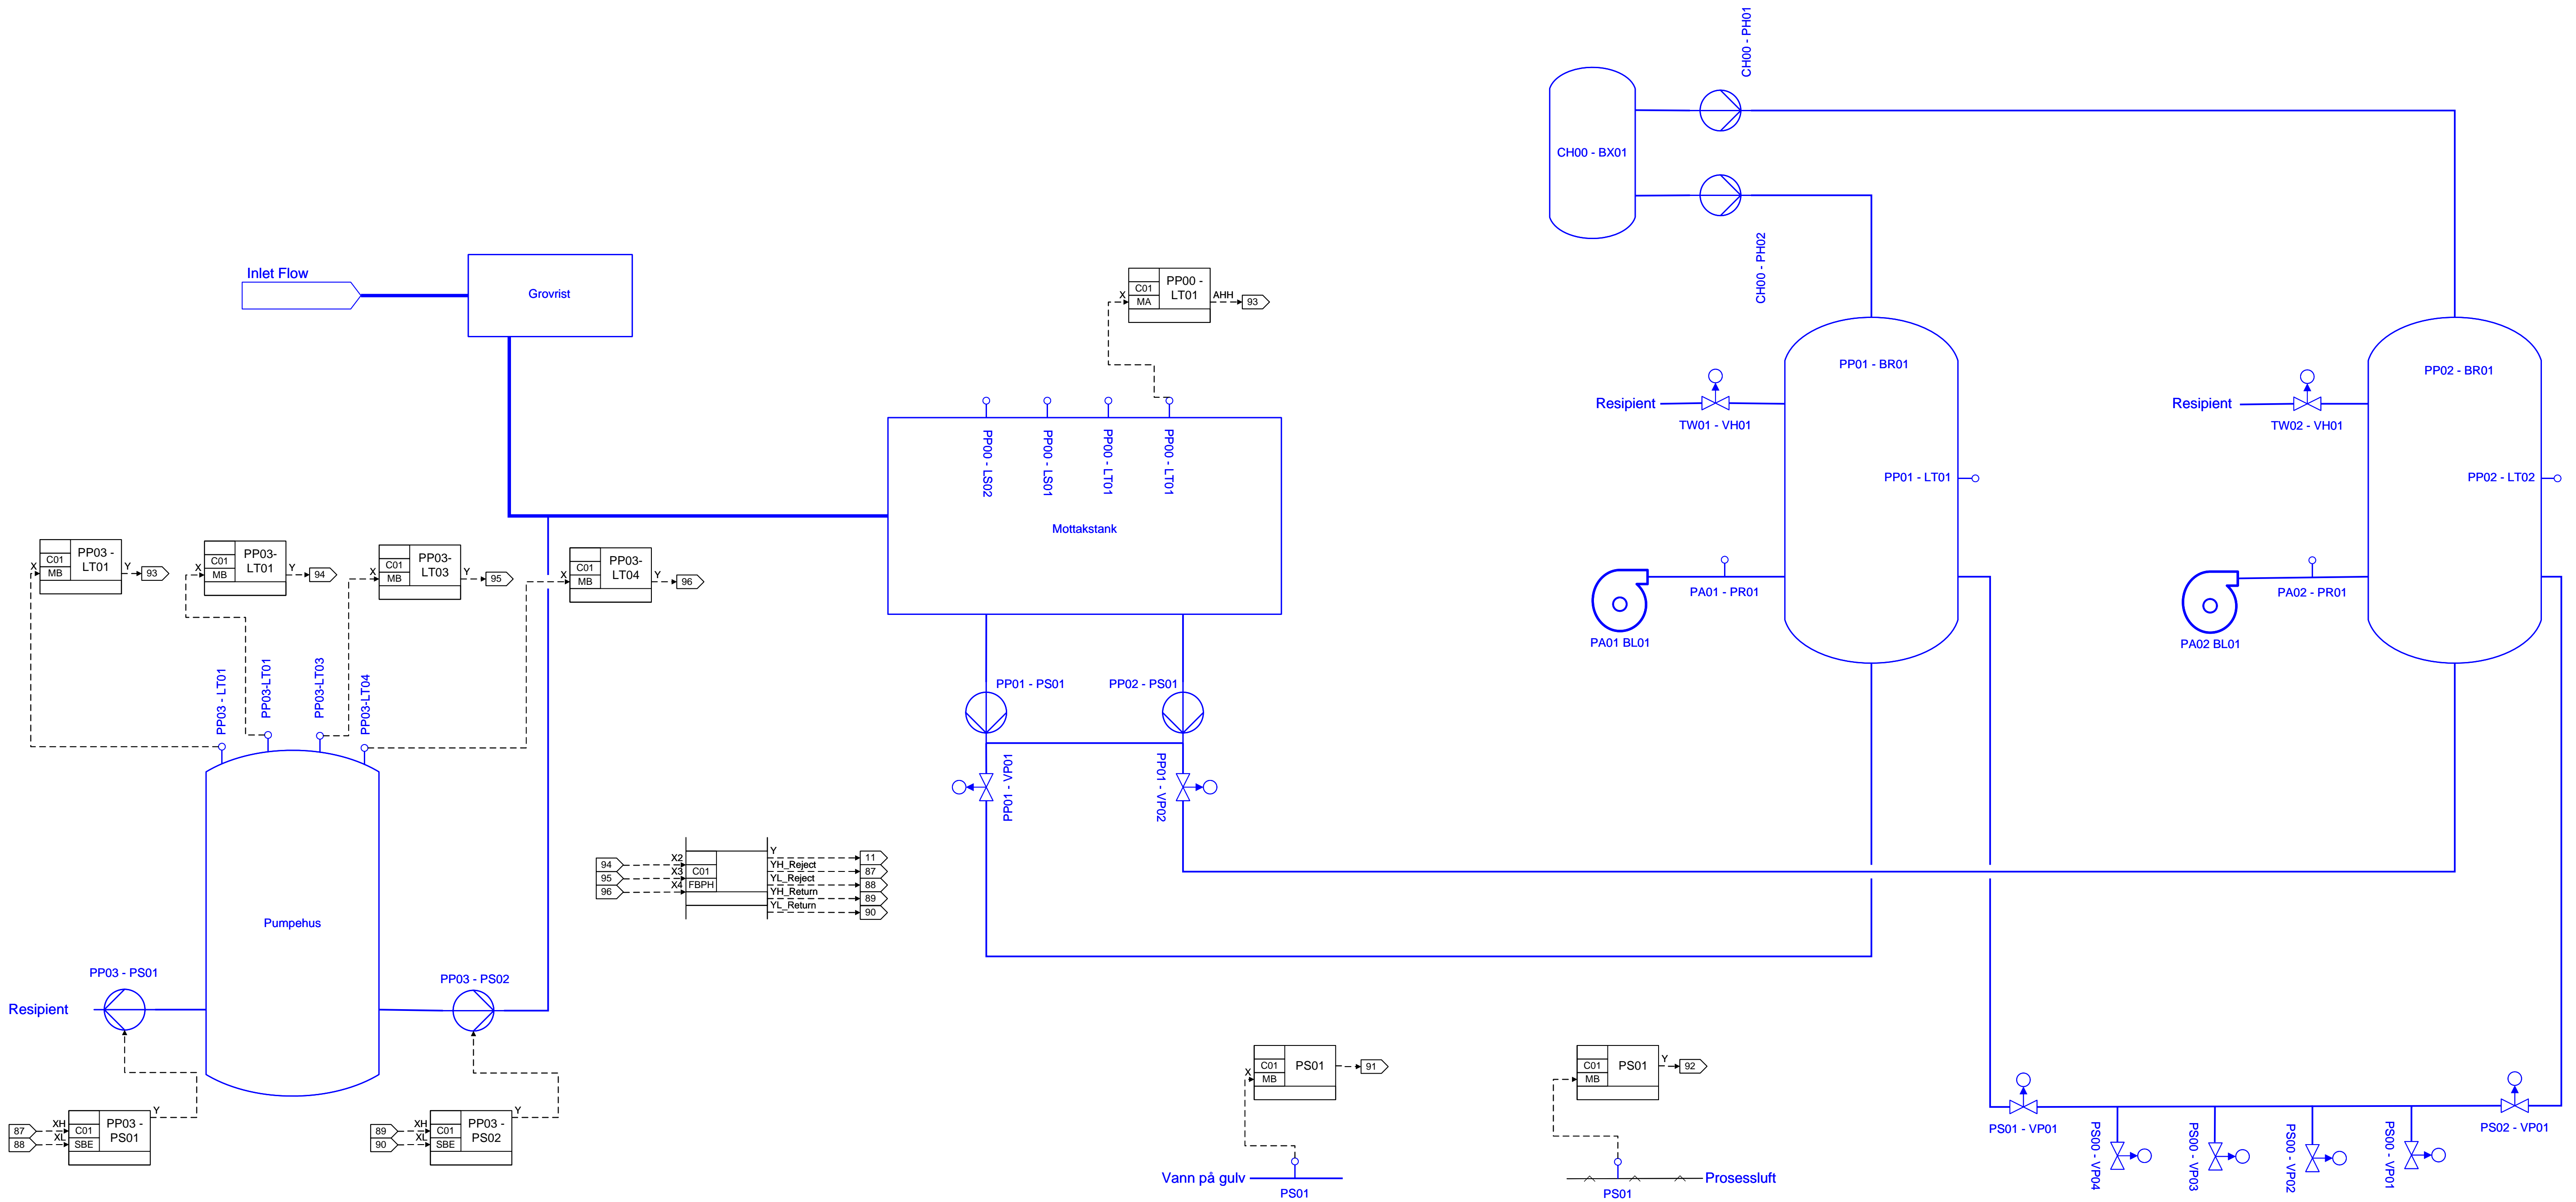 CH00 - PH01
CH00 - BX01
CH00 - PH02
Inlet Flow
Grovrist
C01
MA
PP00 -
LT01
X
AHH
93
PP00 - LS02
PP00 - LS01
PP00 - LT01
PP00 - LT01
Mottakstank
PP01 - BR01
PP02 - BR01
Resipient
TW01 - VH01
Resipient
TW02 - VH01
PP01 - LT01
PP02 - LT02
PA01 - PR01
PA01 BL01
PA02 - PR01
PA02 BL01
X
C01
MB
PP03 -
LT01
Y
93
X
C01
MB
PP03-
LT01
Y
94
X
C01
MB
PP03-
LT03
Y
95
X
C01
MB
PP03-
LT04
Y
96
PP03 - LT01
PP03-LT01
PP03-LT03
PP03-LT04
PP01 - PS01
PP02 - PS01
PP01 - VP01
PP01 - VP02
94
95
96
X2
X3
X4
C01
FBPH
Y
YH_Reject
YL_Reject
YH_Return
YL_Return
11
87
88
89
90
Pumpehus
PP03 - PS01
Resipient
PP03 - PS02
87
88
XH
XL
C01
SBE
PP03 -
PS01
Y
89
90
XH
XL
C01
SBE
PP03 -
PS02
Y
X
C01
MB
PS01
91
C01
MB
PS01
Y
92
Vann på gulv
PS01
Prosessluft
PS01
PS01 - VP01
PS02 - VP01
PS00 - VP04
PS00 - VP03
PS00 - VP02
PS00 - VP01